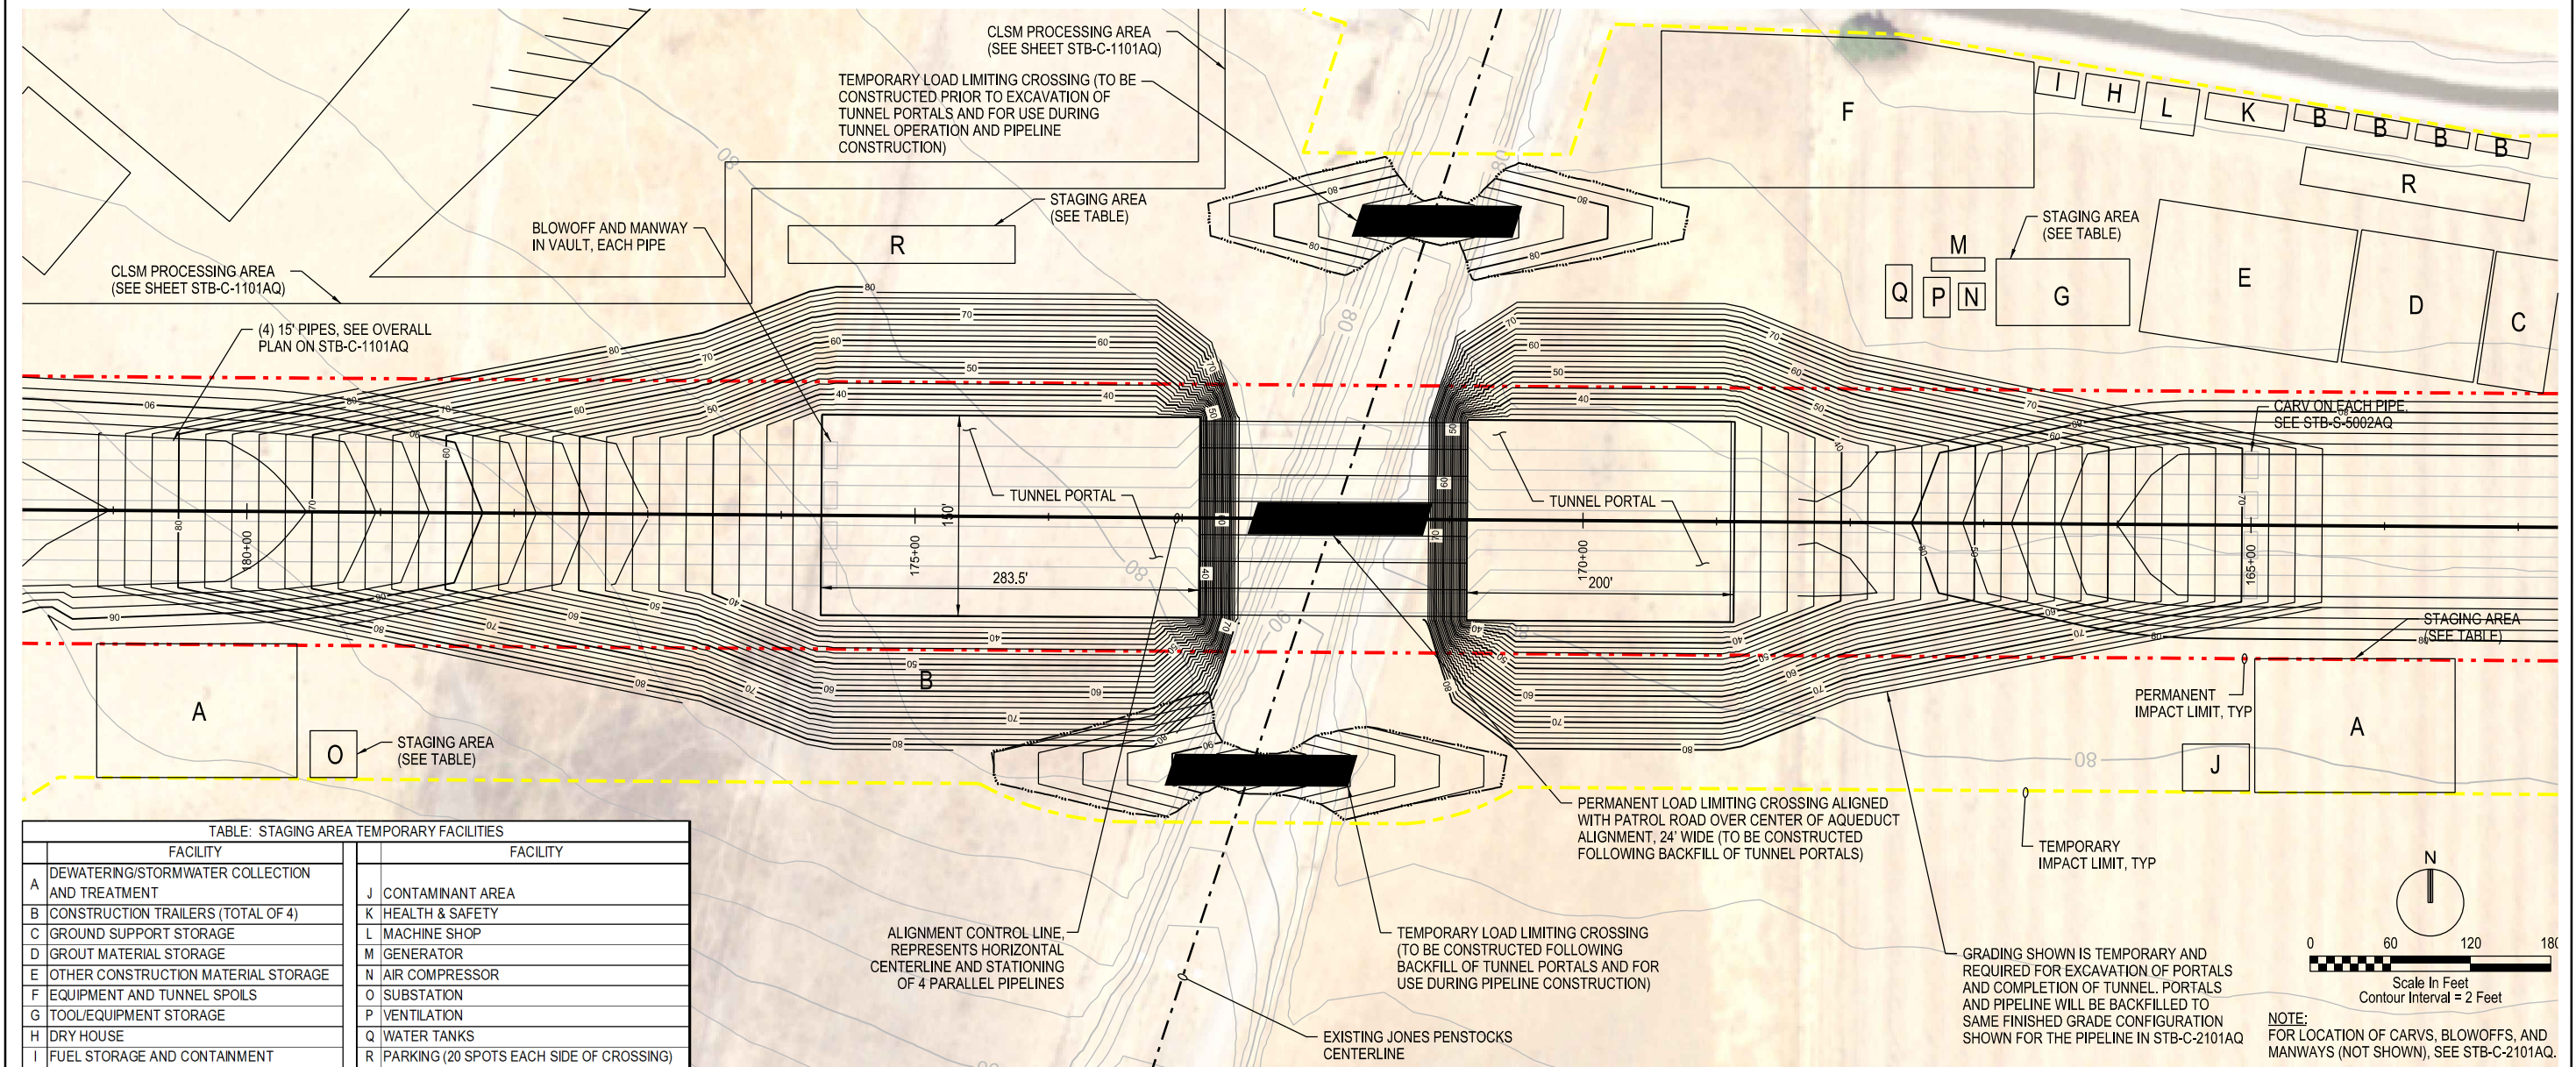 CLSM PROCESSING AREA
(SEE SHEET STB-C-1101AQ)
TEMPORARY LOAD LIMITING CROSSING (TO BE
CONSTRUCTED PRIOR TO EXCAVATION OF
TUNNEL PORTALS AND FOR USE DURING
TUNNEL OPERATION AND PIPELINE
CONSTRUCTION)
STAGING AREA
(SEE TABLE)
BLOWOFF AND MANWAY
IN VAULT, EACH PIPE
R
CLSM PROCESSING AREA
(SEE SHEET STB-C-1101AQ)
(4) 15' PIPES, SEE OVERALL
PLAN ON STB-C-1101AQ
F
I
H
L
K
B
B
B
B
R
STAGING AREA
(SEE TABLE)
M
Q
P
N
G
E
D
C
CARV ON EACH PIPE,
SEE STB-S-5002AQ
TUNNEL PORTAL
TUNNEL PORTAL
180+00
175+00
170+00
165+00
150'
283.5'
200'
B
A
O
STAGING AREA
(SEE TABLE)
STAGING AREA
(SEE TABLE)
PERMANENT
IMPACT LIMIT, TYP
A
J
TEMPORARY
IMPACT LIMIT, TYP
PERMANENT LOAD LIMITING CROSSING ALIGNED
WITH PATROL ROAD OVER CENTER OF AQUEDUCT
ALIGNMENT, 24' WIDE (TO BE CONSTRUCTED
FOLLOWING BACKFILL OF TUNNEL PORTALS)
ALIGNMENT CONTROL LINE,
REPRESENTS HORIZONTAL
CENTERLINE AND STATIONING
OF 4 PARALLEL PIPELINES
TEMPORARY LOAD LIMITING CROSSING
(TO BE CONSTRUCTED FOLLOWING
BACKFILL OF TUNNEL PORTALS AND FOR
USE DURING PIPELINE CONSTRUCTION)
EXISTING JONES PENSTOCKS
CENTERLINE
GRADING SHOWN IS TEMPORARY AND
REQUIRED FOR EXCAVATION OF PORTALS
AND COMPLETION OF TUNNEL. PORTALS
AND PIPELINE WILL BE BACKFILLED TO
SAME FINISHED GRADE CONFIGURATION
SHOWN FOR THE PIPELINE IN STB-C-2101AQ
N
0 60 120 180
Scale In Feet
Contour Interval = 2 Feet
NOTE:
FOR LOCATION OF CARVS, BLOWOFFS, AND
MANWAYS (NOT SHOWN), SEE STB-C-2101AQ.
TABLE: STAGING AREA TEMPORARY FACILITIES
FACILITY FACILITY
A DEWATERING/STORMWATER COLLECTION
AND TREATMENT J CONTAMINANT AREA
B CONSTRUCTION TRAILERS (TOTAL OF 4) K HEALTH & SAFETY
C GROUND SUPPORT STORAGE L MACHINE SHOP
D GROUT MATERIAL STORAGE M GENERATOR
E OTHER CONSTRUCTION MATERIAL STORAGE N AIR COMPRESSOR
F EQUIPMENT AND TUNNEL SPOILS O SUBSTATION
G TOOL/EQUIPMENT STORAGE P VENTILATION
H DRY HOUSE Q WATER TANKS
I FUEL STORAGE AND CONTAINMENT R PARKING (20 SPOTS EACH SIDE OF CROSSING)